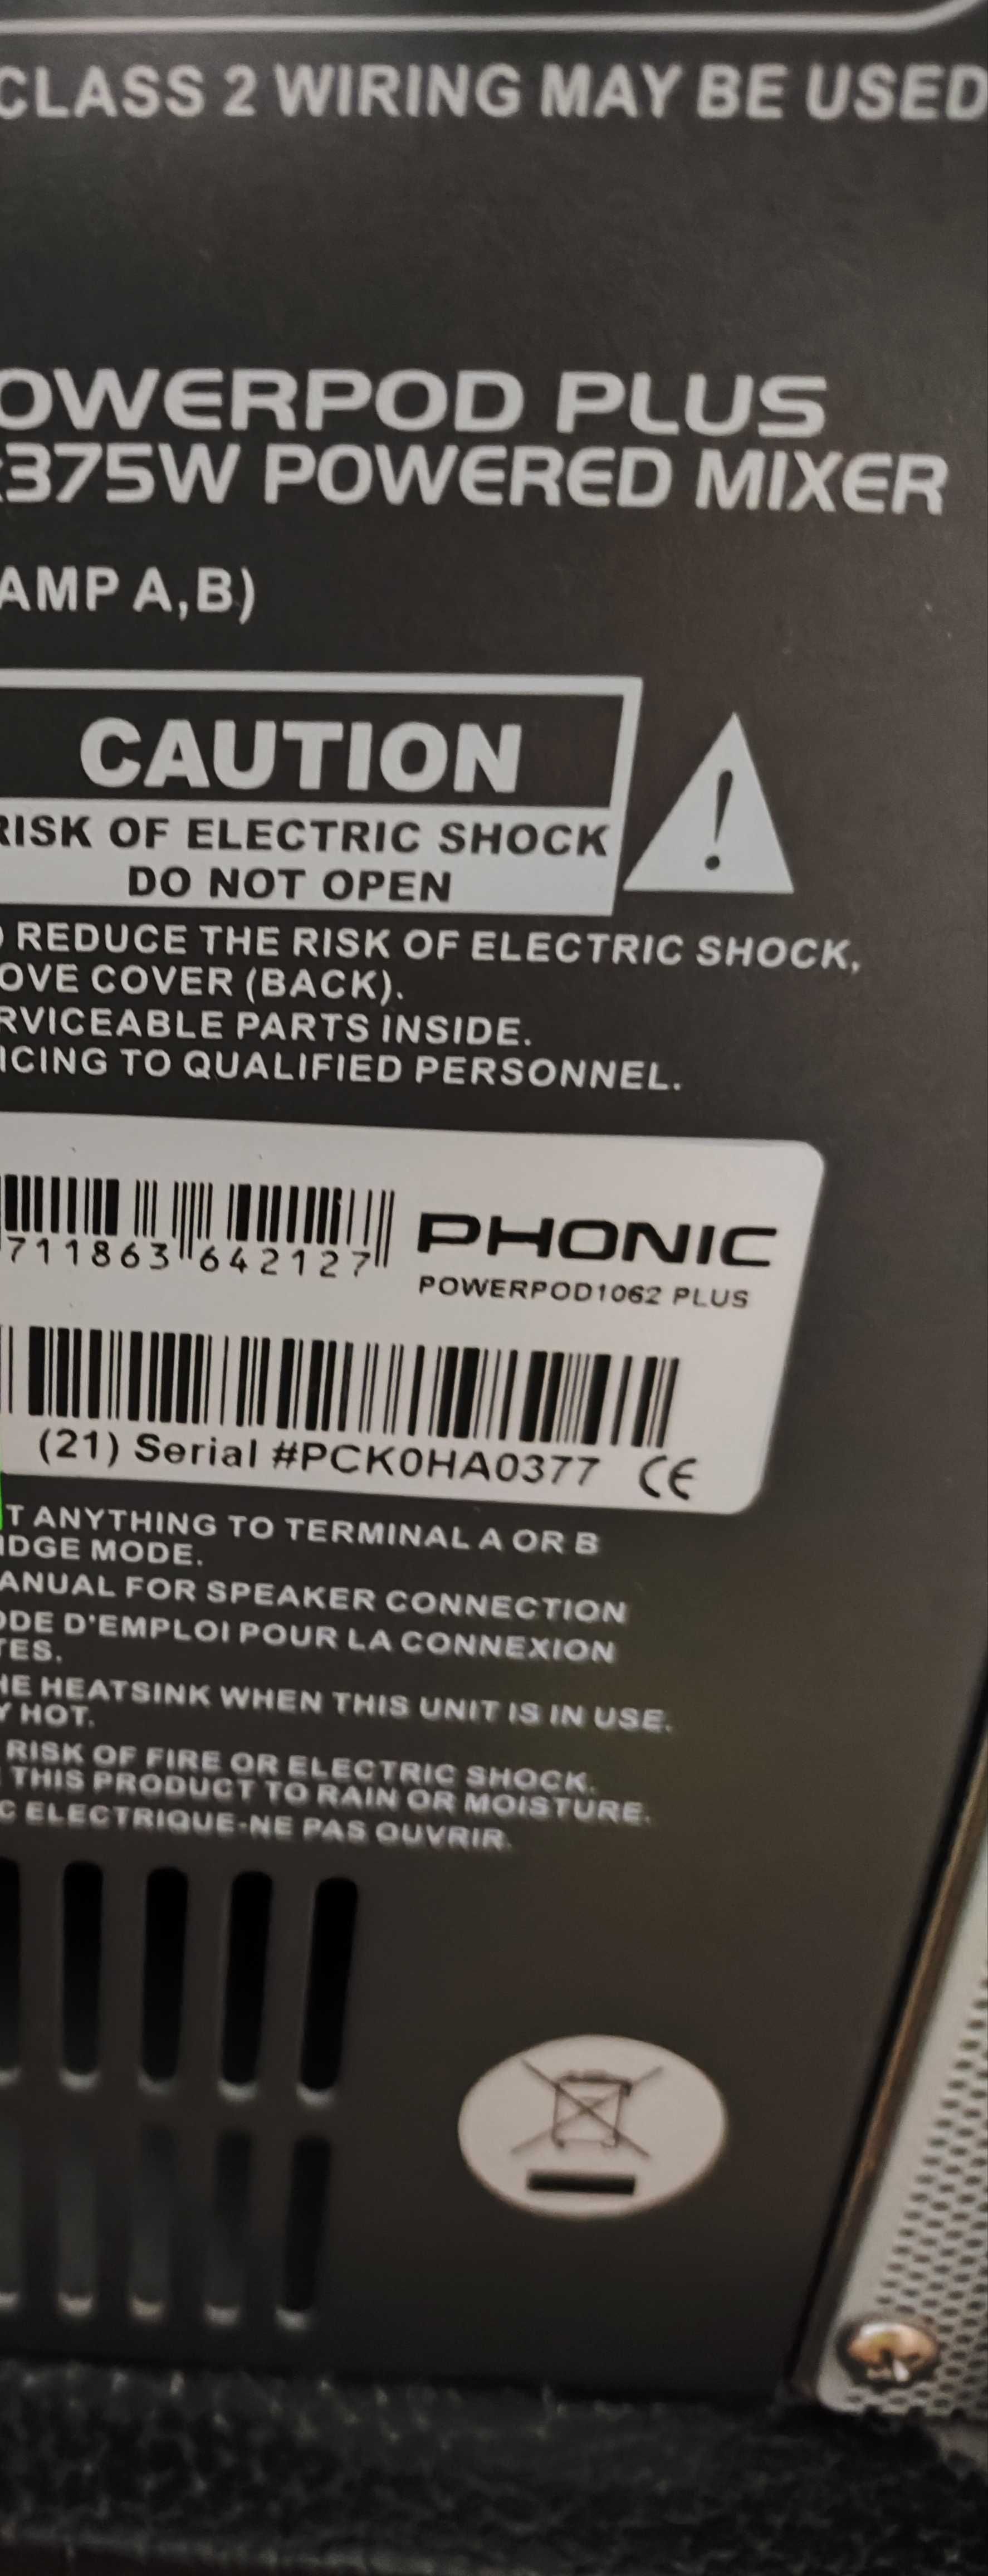 CLASS 2 WIRING MAY BE USED
OWERPOD PLUS
375W POWERED MIXER
AMP A,B)
CAUTION
RISK OF ELECTRIC SHOCK
DO NOT OPEN
!
REDUCE THE RISK OF ELECTRIC SHOCK,
OVE COVER (BACK).
RVICEABLE PARTS INSIDE.
ICING TO QUALIFIED PERSONNEL.
711863 642127
PHONIC
POWERPOD1062 PLUS
(21) Serial #PCK0HA0377 CE
T ANYTHING TO TERMINAL A OR B
IDGE MODE.
ANUAL FOR SPEAKER CONNECTION
ODE D'EMPLOI POUR LA CONNEXION
TES.
HE HEATSINK WHEN THIS UNIT IS IN USE.
Y HOT.
RISK OF FIRE OR ELECTRIC SHOCK.
THIS PRODUCT TO RAIN OR MOISTURE.
C ELECTRIQUE-NE PAS OUVRIR.